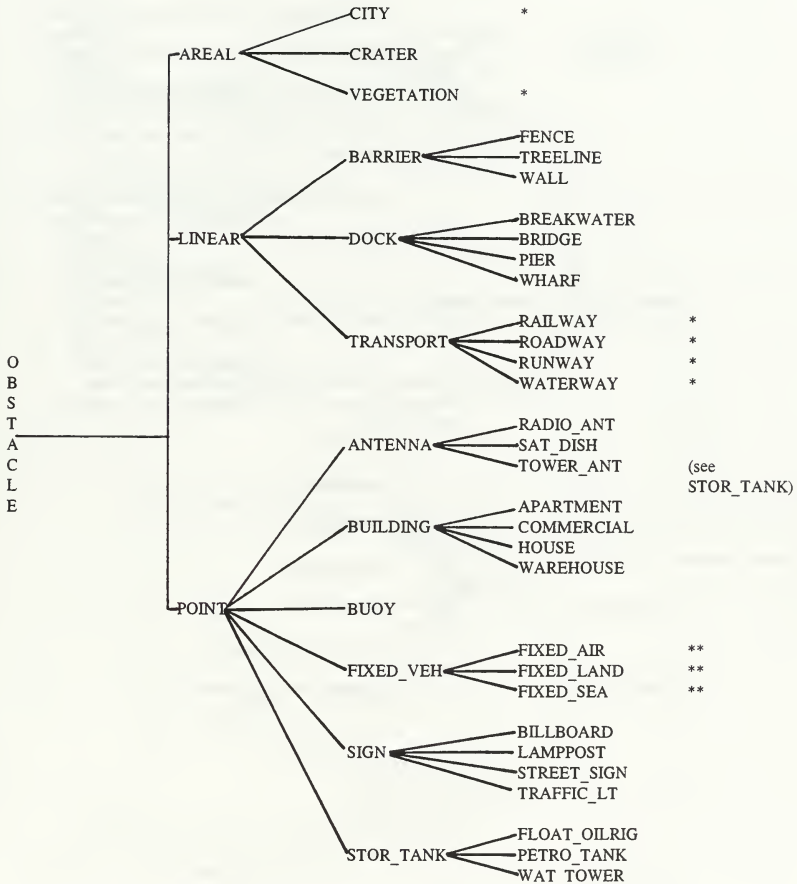 OBSTACLE
AREAL
CITY *
CRATER
VEGETATION *
LINEAR
BARRIER
FENCE
TREELINE
WALL
DOCK
BREAKWATER
BRIDGE
PIER
WHARF
TRANSPORT
RAILWAY *
ROADWAY *
RUNWAY *
WATERWAY *
POINT
ANTENNA
RADIO_ANT
SAT_DISH
TOWER_ANT (see
STOR_TANK)
BUILDING
APARTMENT
COMMERCIAL
HOUSE
WAREHOUSE
BUOY
FIXED_VEH
FIXED_AIR **
FIXED_LAND **
FIXED_SEA **
SIGN
BILLBOARD
LAMPPOST
STREET_SIGN
TRAFFIC_LT
STOR_TANK
FLOAT_OILRIG
PETRO_TANK
WAT_TOWER